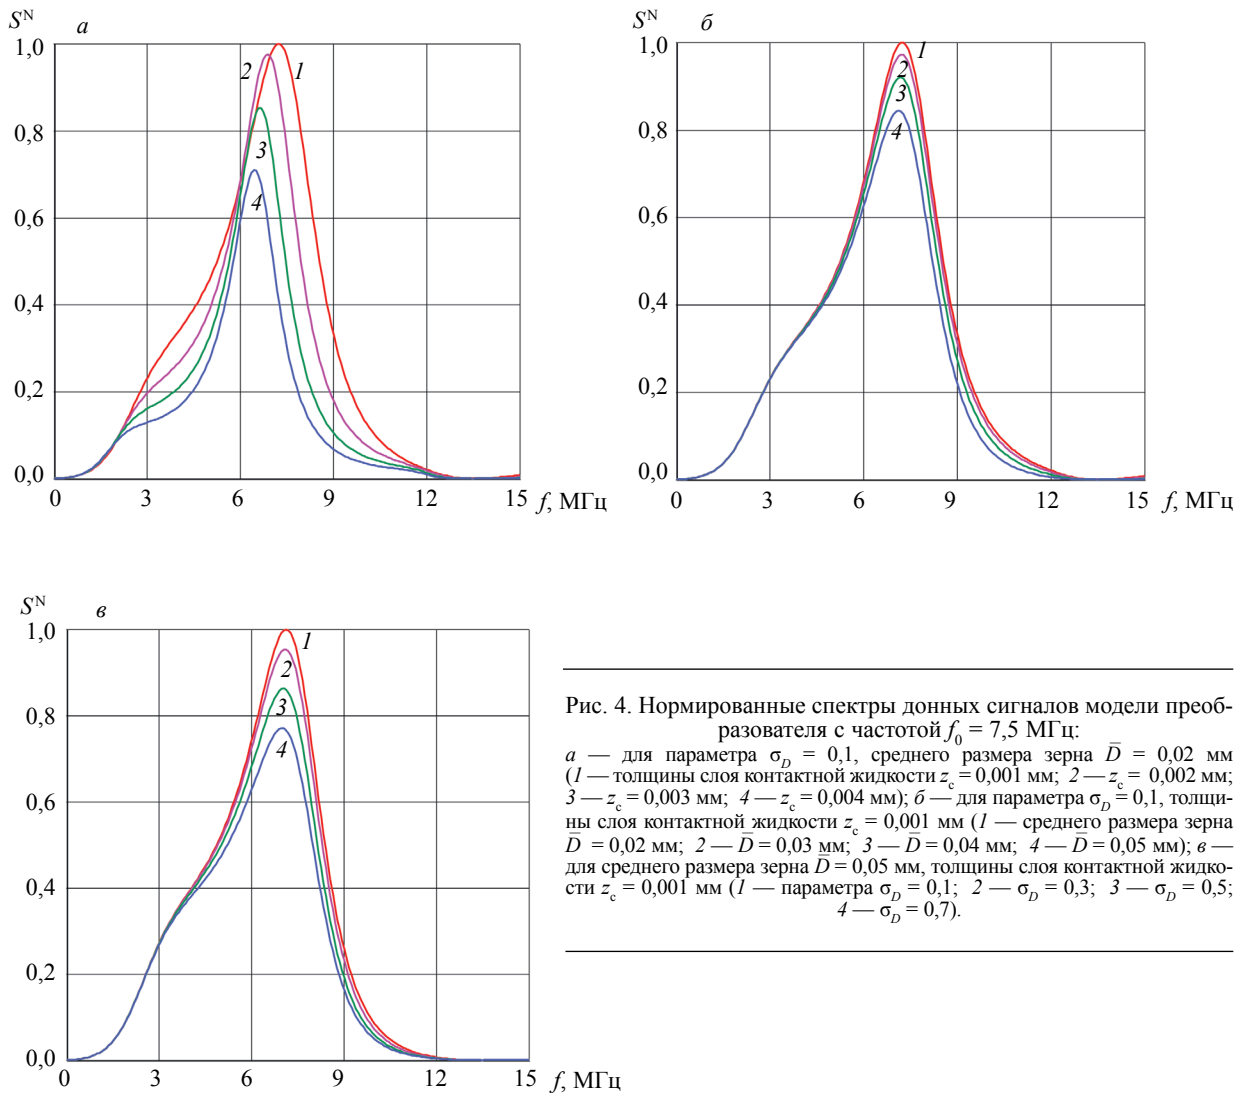 Sᴺ а
1,0
0,8
0,6
0,4
0,2
0,0
2 1
3
4
0 3 6 9 12 15 f, МГц
Sᴺ б
1,0
0,8
0,6
0,4
0,2
0,0
1
2
3
4
0 3 6 9 12 15 f, МГц
Sᴺ в
1,0
0,8
0,6
0,4
0,2
0,0
1
2
3
4
0 3 6 9 12 15 f, МГц
Рис. 4. Нормированные спектры донных сигналов модели преоб-
разователя с частотой f₀ = 7,5 МГц:
а — для параметра σ_D = 0,1, среднего размера зерна D̅ = 0,02 мм
(1 — толщины слоя контактной жидкости z_c = 0,001 мм; 2 — z_c = 0,002 мм;
3 — z_c = 0,003 мм; 4 — z_c = 0,004 мм); б — для параметра σ_D = 0,1, толщи-
ны слоя контактной жидкости z_c = 0,001 мм (1 — среднего размера зерна
D̅ = 0,02 мм; 2 — D̅ = 0,03 мм; 3 — D̅ = 0,04 мм; 4 — D̅ = 0,05 мм); в —
для среднего размера зерна D̅ = 0,05 мм, толщины слоя контактной жидко-
сти z_c = 0,001 мм (1 — параметра σ_D = 0,1; 2 — σ_D = 0,3; 3 — σ_D = 0,5;
4 — σ_D = 0,7).